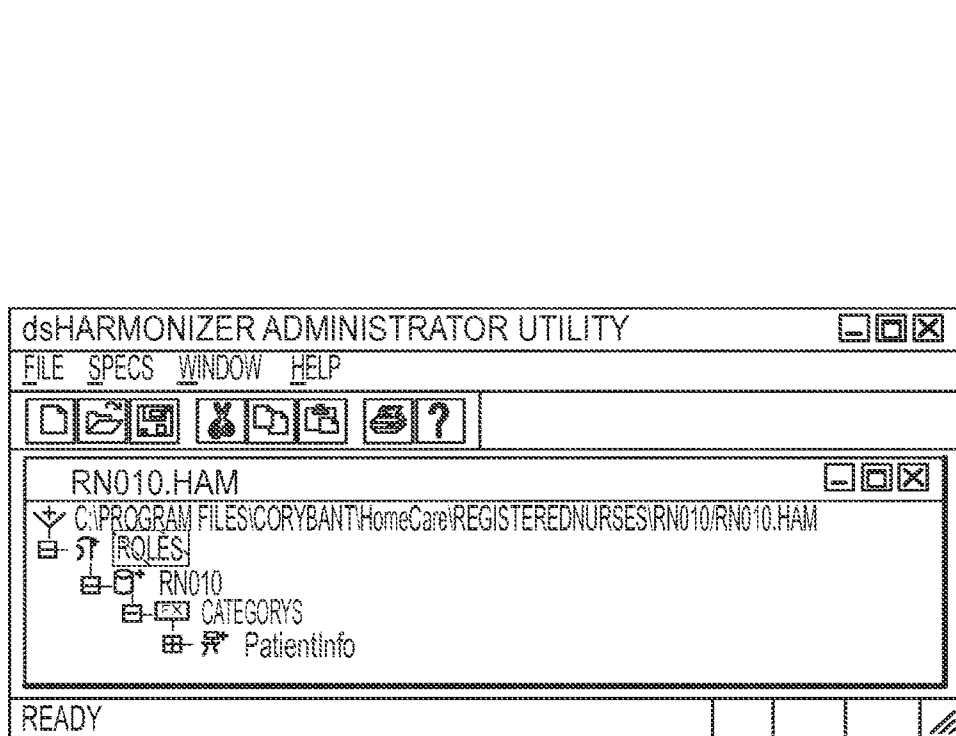 dsHARMONIZER ADMINISTRATOR UTILITY
FILE SPECS WINDOW HELP
?
RN010.HAM
C:\PROGRAM FILES\CORYBANT\HomeCare\REGISTEREDNURSES\RN010/RN010.HAM
ROLES
RN010
FX CATEGORYS
PatientInfo
READY